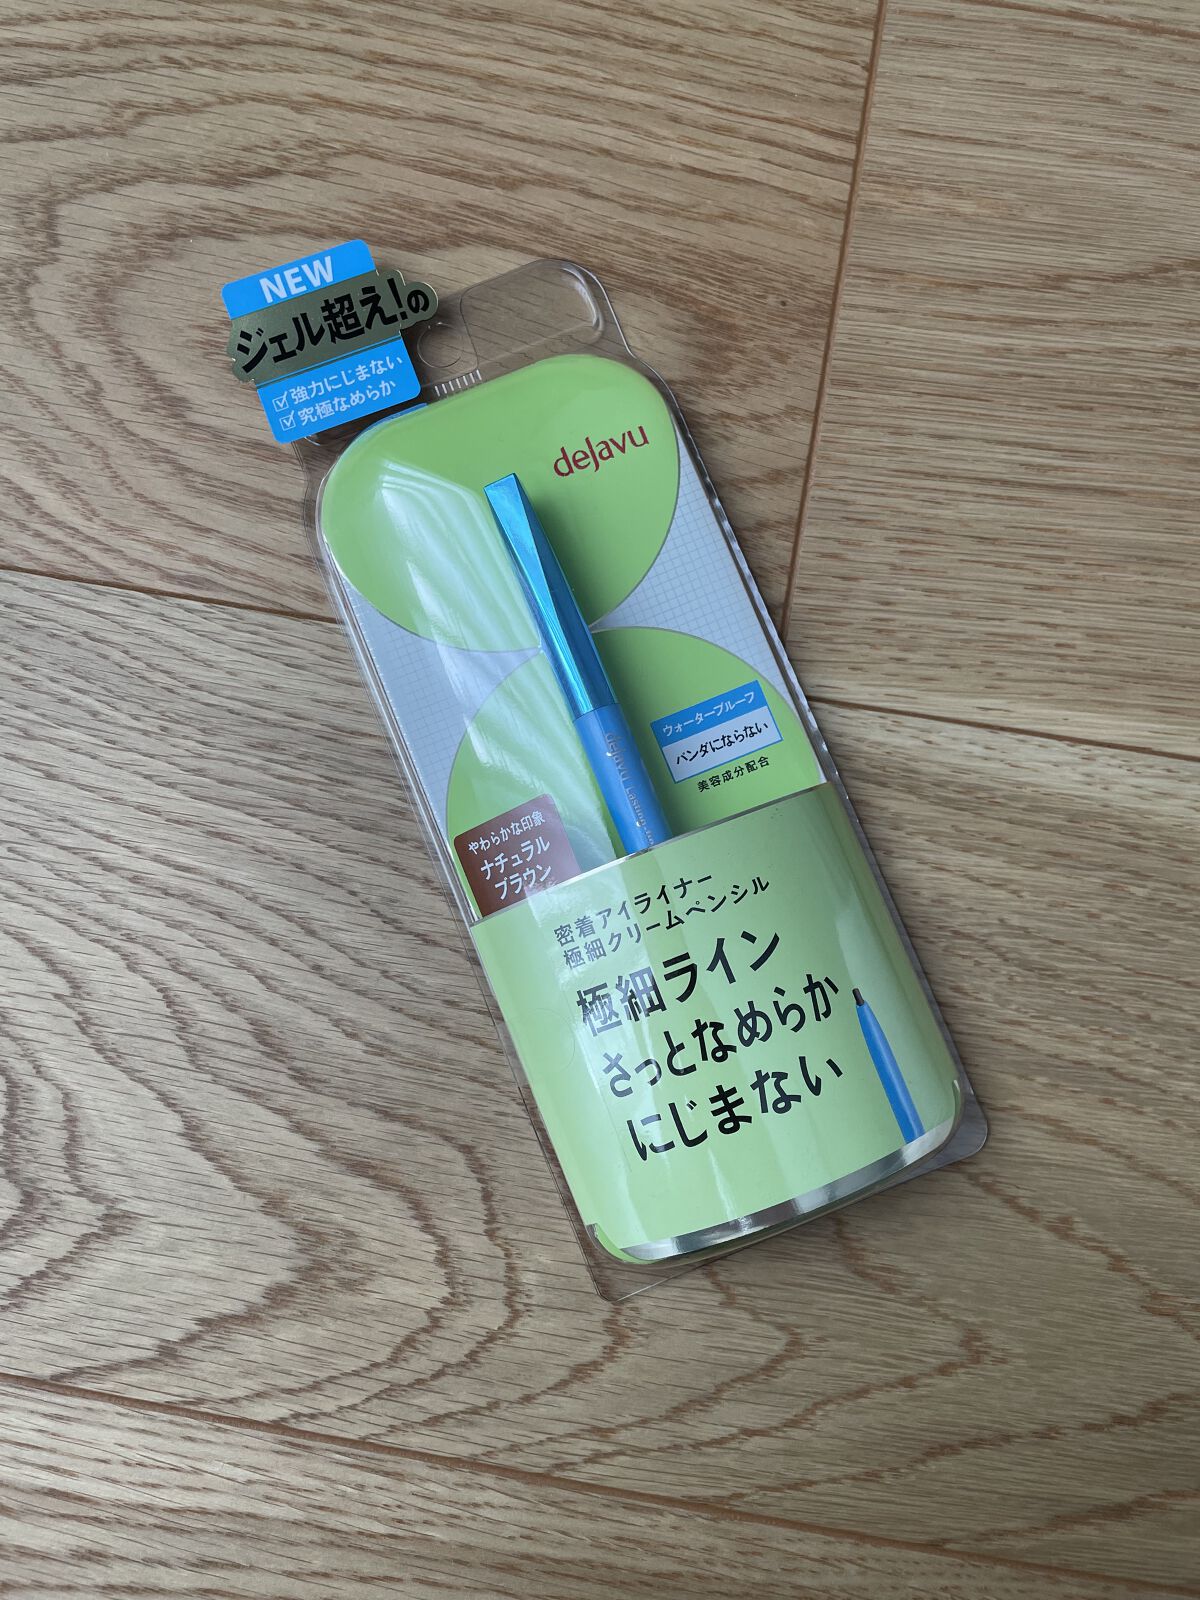 NEW
ジェル超え!の
強力にじまない
究極なめらか
dejavu
ウォータープルーフ
パンダにならない
美容成分配合
dejavu
やわらかな印象
ナチュラル
ブラウン
密着アイライナー
極細クリームペンシル
極細ライン
さっとなめらか
にじまない